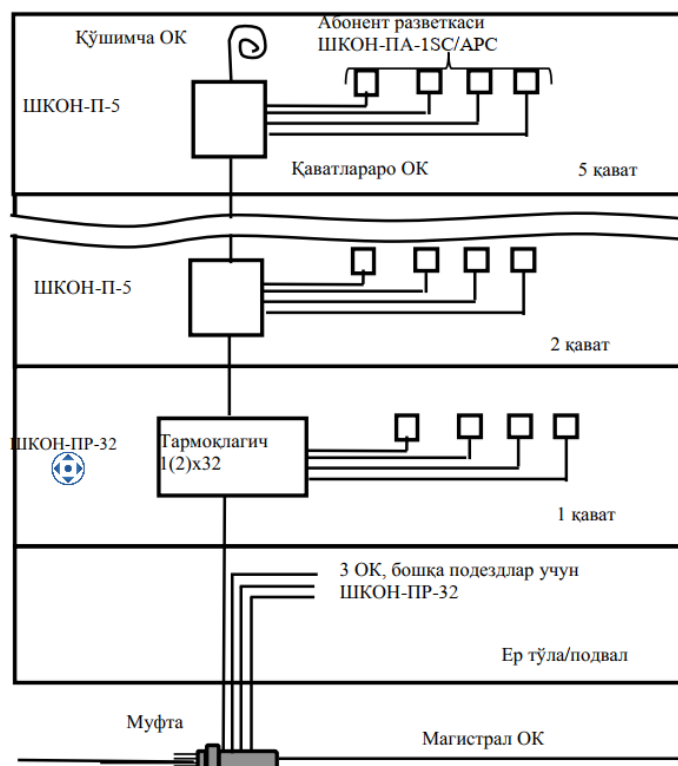 Қўшимча ОК
Абонент разветкаси
ШКОН-ПА-1SC/APC
ШКОН-П-5
Қаватлараро ОК
5 қават
ШКОН-П-5
2 қават
ШКОН-ПР-32
Тармоқлагич
1(2)х32
1 қават
3 ОК, бошқа подездлар учун
ШКОН-ПР-32
Ер тўла/подвал
Муфта
Магистрал ОК